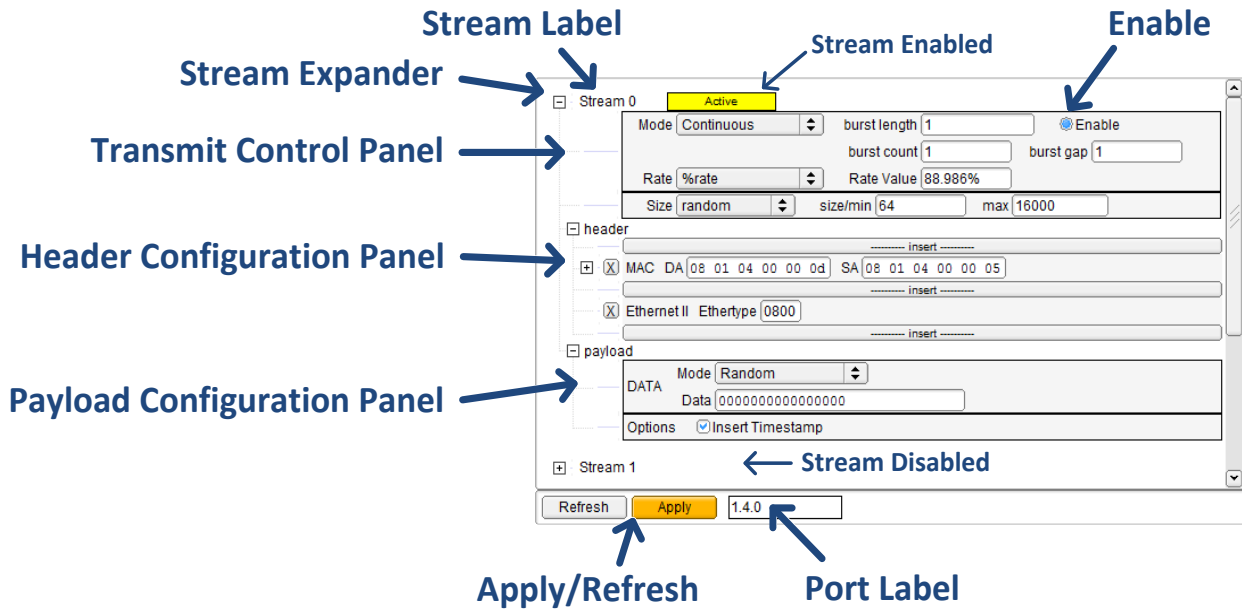 Stream Label
Enable
Stream Enabled
Stream Expander
Stream 0 Active
Mode Continuous burst length 1 Enable
Transmit Control Panel
burst count 1 burst gap 1
Rate %rate Rate Value 88.986%
Size random size/min 64 max 16000
header
---------- insert ----------
Header Configuration Panel
X MAC DA 08 01 04 00 00 0d SA 08 01 04 00 00 05
---------- insert ----------
X Ethernet II Ethertype 0800
---------- insert ----------
payload
Mode Random
DATA
Payload Configuration Panel
Data 0000000000000000
Options Insert Timestamp
Stream 1
Stream Disabled
Refresh Apply 1.4.0
Apply/Refresh
Port Label